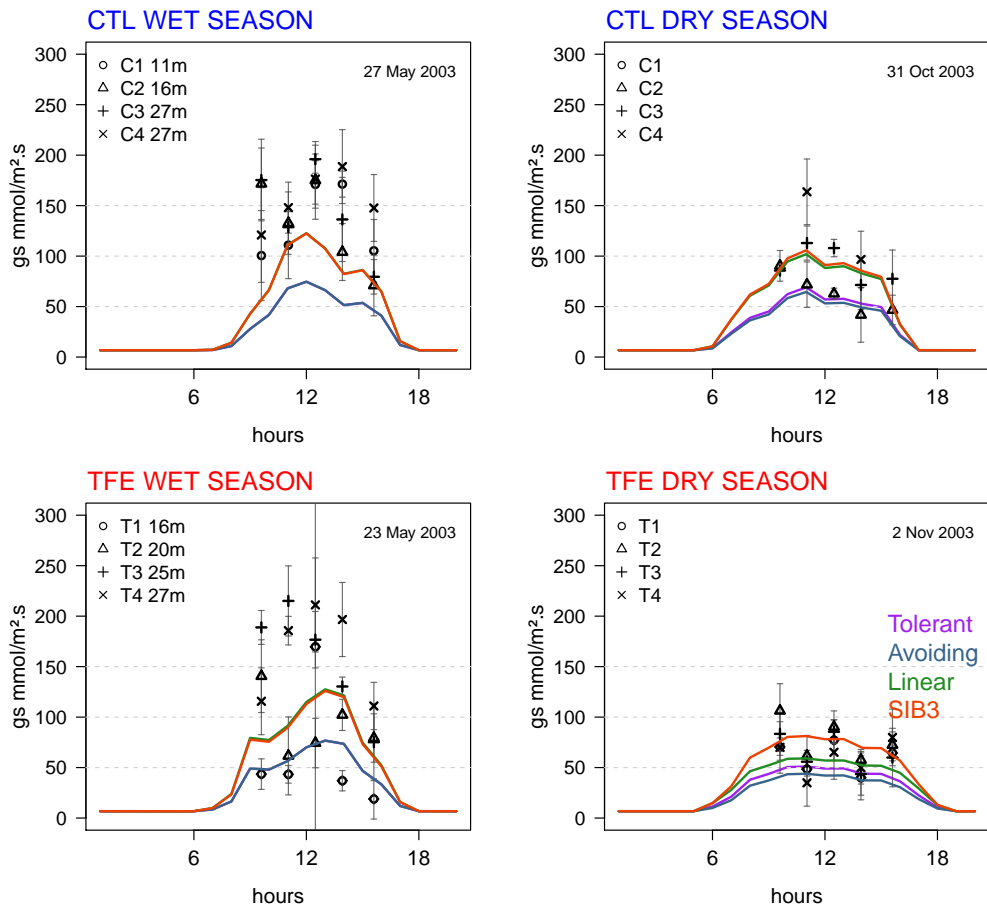 CTL WET SEASON
300
250
200
150
100
50
0
gs mmol/m².s
C1 11m
C2 16m
C3 27m
C4 27m
27 May 2003
6 12 18
hours
CTL DRY SEASON
300
250
200
150
100
50
0
gs mmol/m².s
C1
C2
C3
C4
31 Oct 2003
6 12 18
hours
TFE WET SEASON
300
250
200
150
100
50
0
gs mmol/m².s
T1 16m
T2 20m
T3 25m
T4 27m
23 May 2003
6 12 18
hours
TFE DRY SEASON
300
250
200
150
100
50
0
gs mmol/m².s
T1
T2
T3
T4
2 Nov 2003
Tolerant
Avoiding
Linear
SIB3
6 12 18
hours